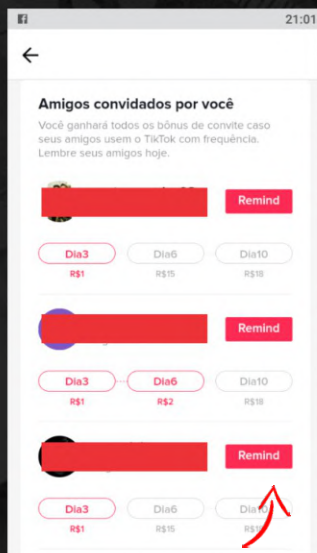 21:01
Amigos convidados por você
Você ganhará todos os bônus de convite caso
seus amigos usem o TikTok com frequência.
Lembre seus amigos hoje.
Remind
Dia3 Dia6 Dia10
R$1 R$15 R$18
Remind
Dia3 Dia6 Dia10
R$1 R$2 R$18
Remind
Dia3 Dia6 Dia10
R$1 R$15